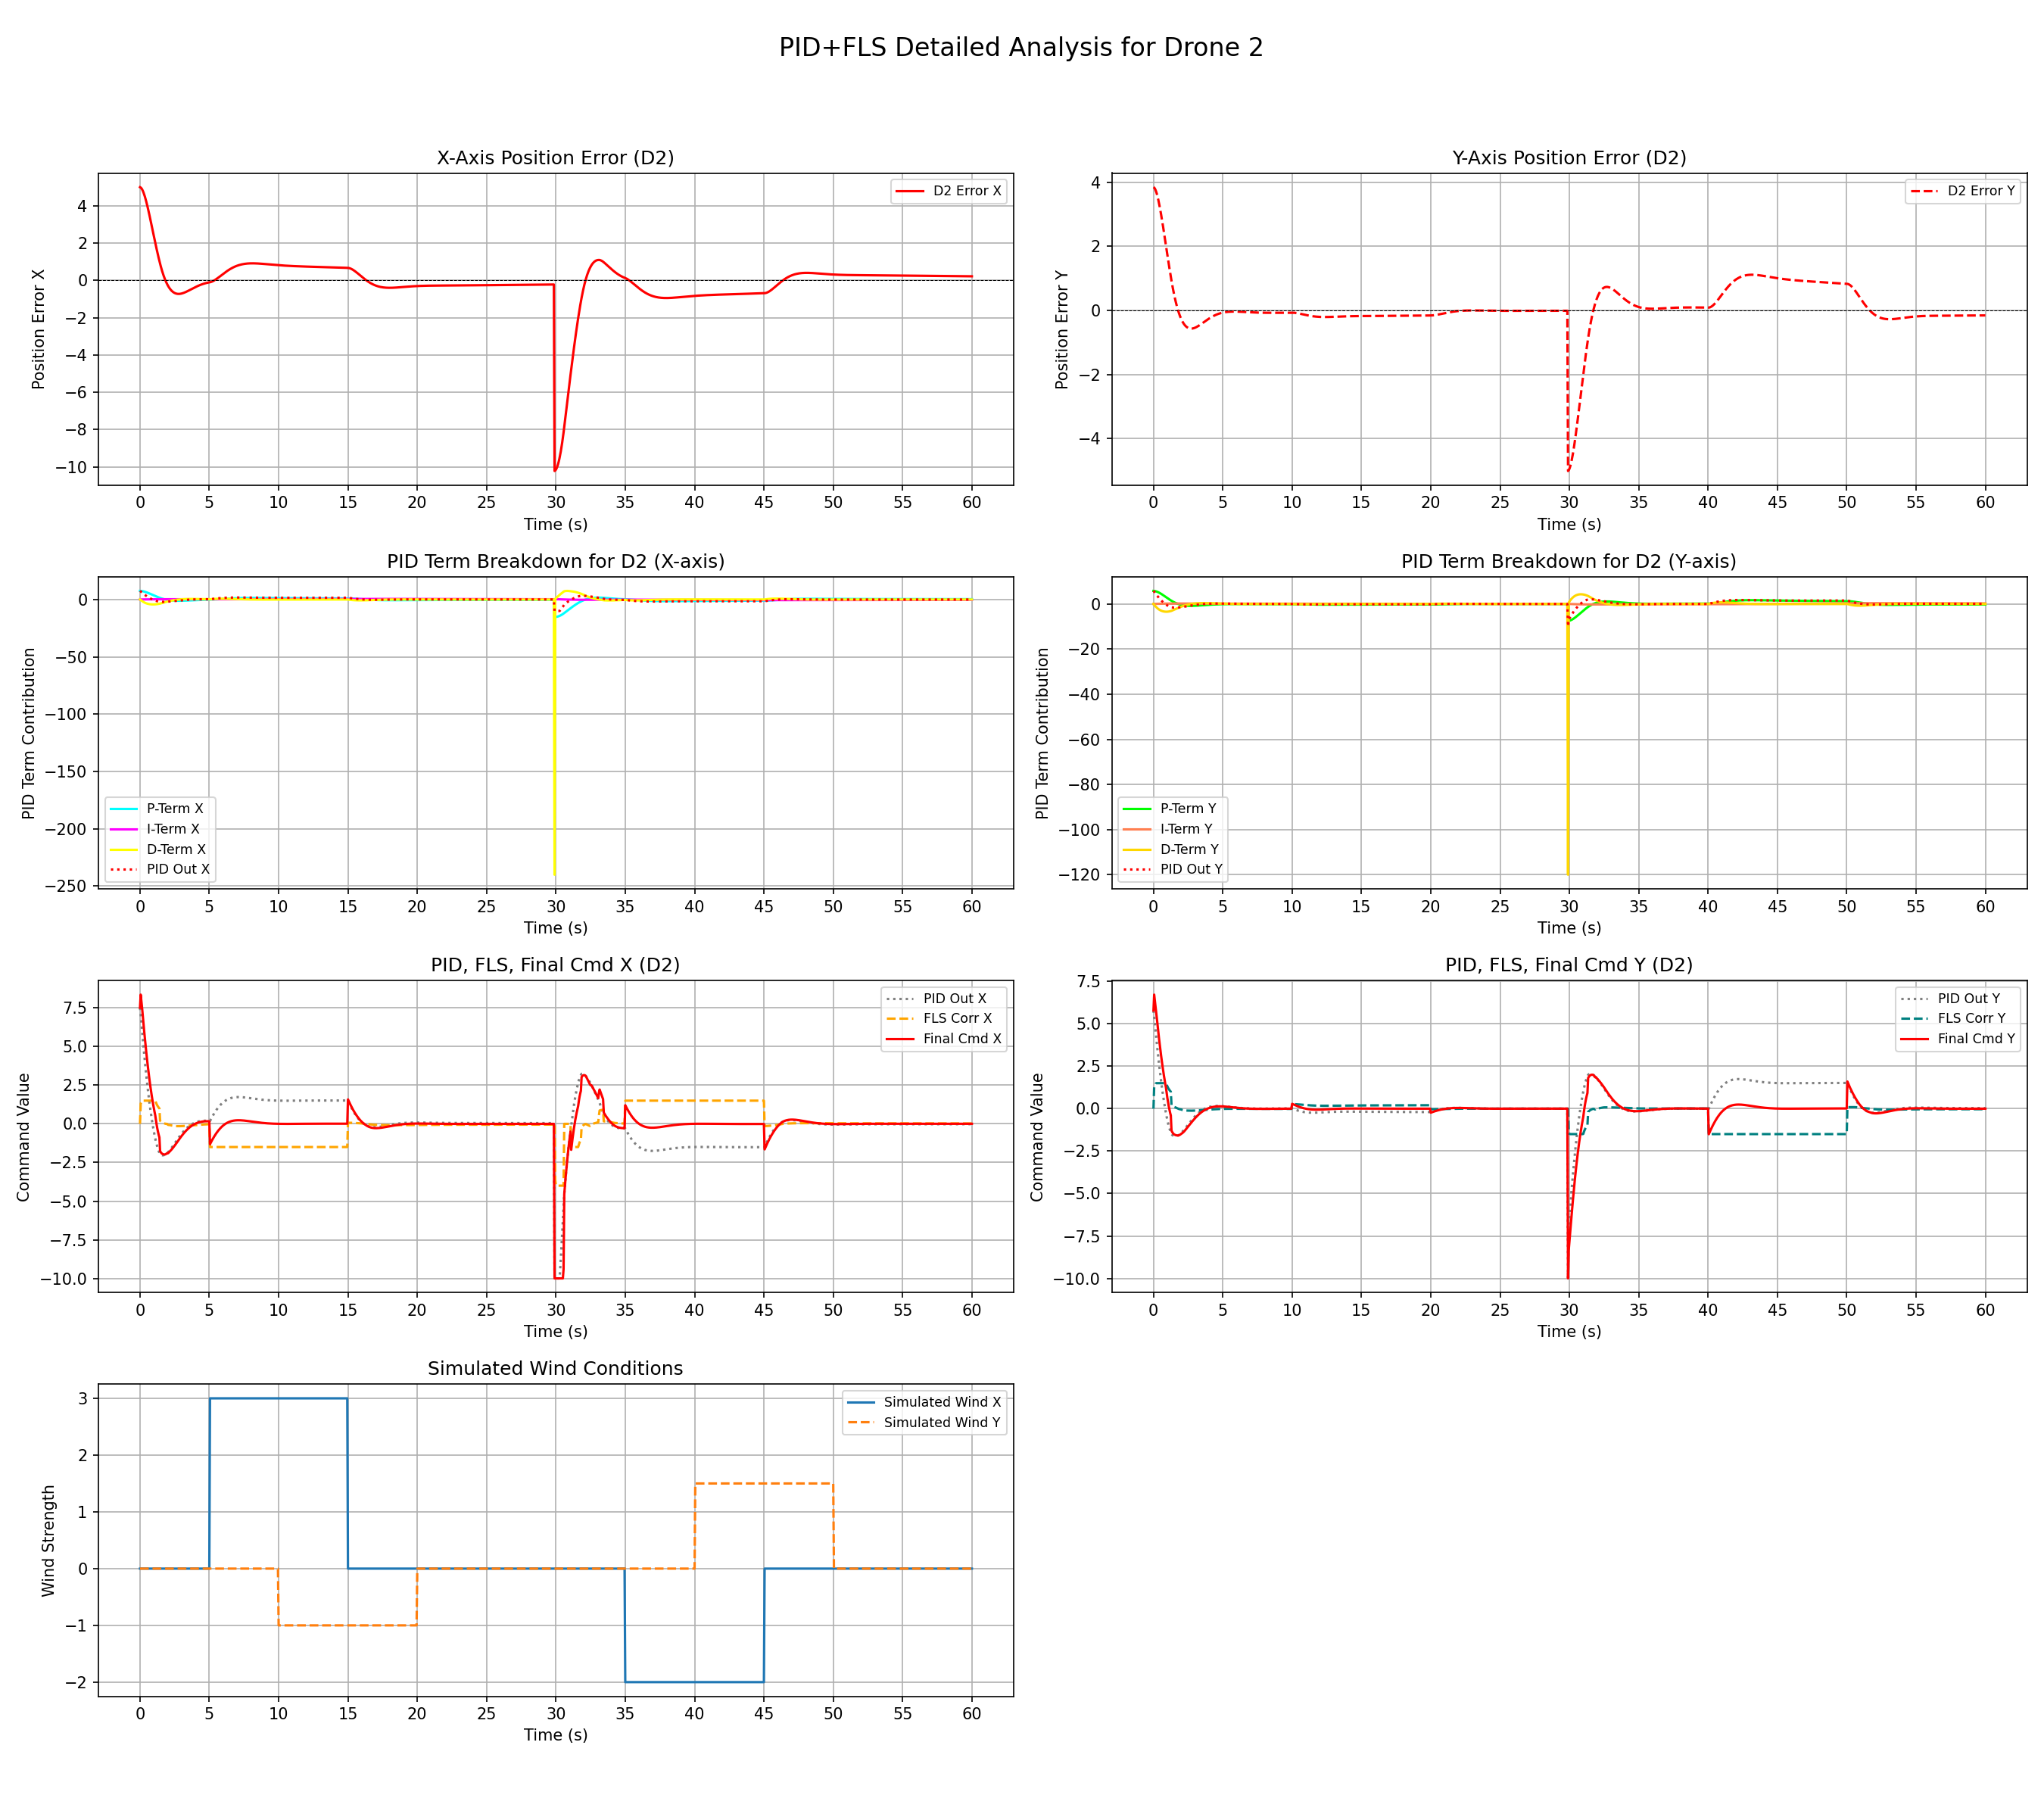 PID+FLS Detailed Analysis for Drone 2
X-Axis Position Error (D2)
D2 Error X
Position Error X
4
2
0
−2
−4
−6
−8
−10
0 5 10 15 20 25 30 35 40 45 50 55 60
Time (s)
Y-Axis Position Error (D2)
D2 Error Y
Position Error Y
4
2
0
−2
−4
0 5 10 15 20 25 30 35 40 45 50 55 60
Time (s)
PID Term Breakdown for D2 (X-axis)
PID Term Contribution
0
−50
−100
−150
−200
−250
P-Term X
I-Term X
D-Term X
PID Out X
0 5 10 15 20 25 30 35 40 45 50 55 60
Time (s)
PID Term Breakdown for D2 (Y-axis)
PID Term Contribution
0
−20
−40
−60
−80
−100
−120
P-Term Y
I-Term Y
D-Term Y
PID Out Y
0 5 10 15 20 25 30 35 40 45 50 55 60
Time (s)
PID, FLS, Final Cmd X (D2)
Command Value
7.5
5.0
2.5
0.0
−2.5
−5.0
−7.5
−10.0
PID Out X
FLS Corr X
Final Cmd X
0 5 10 15 20 25 30 35 40 45 50 55 60
Time (s)
PID, FLS, Final Cmd Y (D2)
Command Value
7.5
5.0
2.5
0.0
−2.5
−5.0
−7.5
−10.0
PID Out Y
FLS Corr Y
Final Cmd Y
0 5 10 15 20 25 30 35 40 45 50 55 60
Time (s)
Simulated Wind Conditions
Wind Strength
3
2
1
0
−1
−2
Simulated Wind X
Simulated Wind Y
0 5 10 15 20 25 30 35 40 45 50 55 60
Time (s)